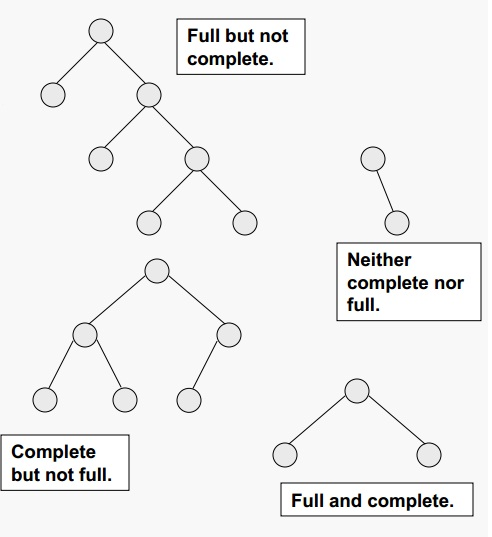 Full but not
complete.
Neither
complete nor
full.
Complete
but not full.
Full and complete.